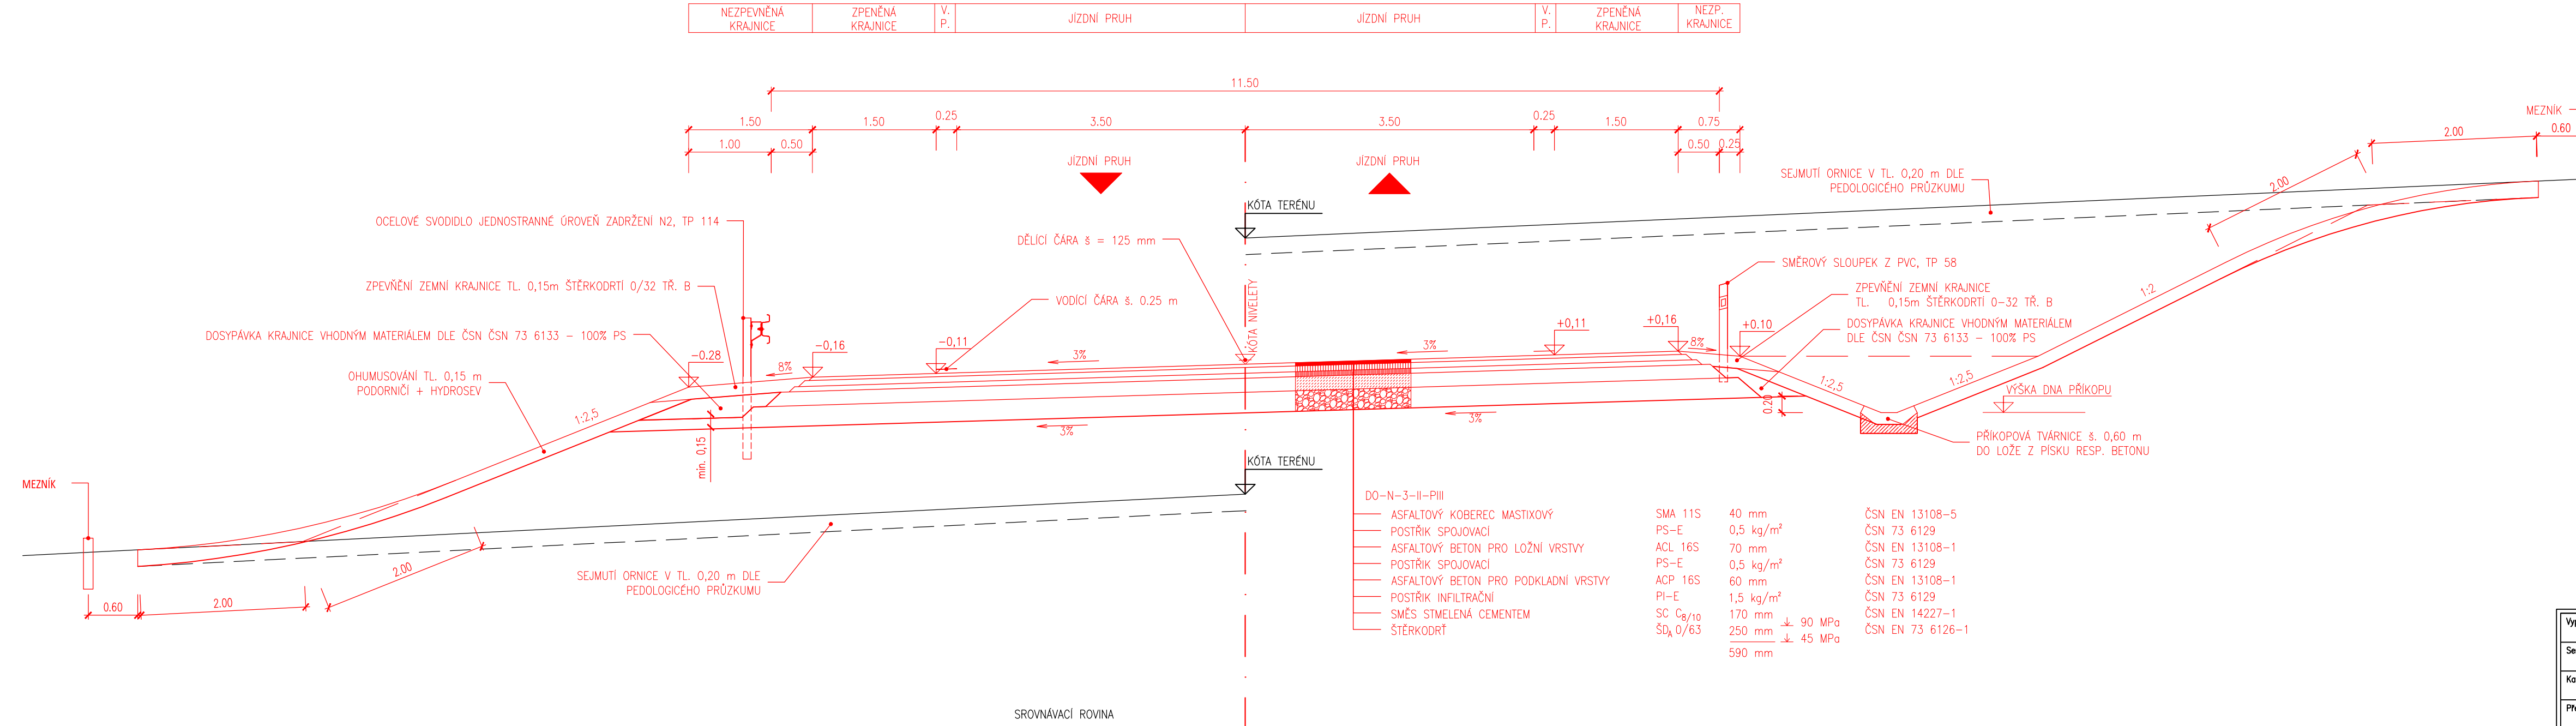 NEZPEVNĚNÁ
KRAJNICE
ZPENĚNÁ
KRAJNICE
V.
P.
JÍZDNÍ PRUH
JÍZDNÍ PRUH
V.
P.
ZPENĚNÁ
KRAJNICE
NEZP.
KRAJNICE
11.50
1.50
1.50
0.25
3.50
3.50
0.25
1.50
0.75
1.00
0.50
0.50
0.25
JÍZDNÍ PRUH
JÍZDNÍ PRUH
MEZNÍK
2.00
0.60
2.00
SEJMUTÍ ORNICE V TL. 0,20 m DLE
PEDOLOGICÉHO PRŮZKUMU
KÓTA TERÉNU
OCELOVÉ SVODIDLO JEDNOSTRANNÉ ÚROVEŇ ZADRŽENÍ N2, TP 114
DĚLÍCÍ ČÁRA š = 125 mm
SMĚROVÝ SLOUPEK Z PVC, TP 58
ZPEVŇENÍ ZEMNÍ KRAJNICE TL. 0,15m ŠTĚRKODRTÍ 0/32 TŘ. B
VODÍCÍ ČÁRA š. 0.25 m
KÓTA NIVELETY
ZPEVŇENÍ ZEMNÍ KRAJNICE
TL. 0,15m ŠTĚRKODRTÍ 0-32 TŘ. B
1:2
DOSYPÁVKA KRAJNICE VHODNÝM MATERIÁLEM DLE ČSN ČSN 73 6133 - 100% PS
DOSYPÁVKA KRAJNICE VHODNÝM MATERIÁLEM
DLE ČSN ČSN 73 6133 - 100% PS
-0.28
8%
-0,16
-0,11
3%
3%
+0,11
+0,16
8%
+0.10
OHUMUSOVÁNÍ TL. 0,15 m
PODORNIČÍ + HYDROSEV
1:2,5
1:2,5
1:2,5
VÝŠKA DNA PŘÍKOPU
0.20
min. 0,15
3%
3%
PŘÍKOPOVÁ TVÁRNICE š. 0,60 m
DO LOŽE Z PÍSKU RESP. BETONU
KÓTA TERÉNU
MEZNÍK
2.00
0.60
2.00
SEJMUTÍ ORNICE V TL. 0,20 m DLE
PEDOLOGICÉHO PRŮZKUMU
DO-N-3-II-PIII
ASFALTOVÝ KOBEREC MASTIXOVÝ SMA 11S 40 mm ČSN EN 13108-5
POSTŘIK SPOJOVACÍ PS-E 0,5 kg/m² ČSN 73 6129
ASFALTOVÝ BETON PRO LOŽNÍ VRSTVY ACL 16S 70 mm ČSN EN 13108-1
POSTŘIK SPOJOVACÍ PS-E 0,5 kg/m² ČSN 73 6129
ASFALTOVÝ BETON PRO PODKLADNÍ VRSTVY ACP 16S 60 mm ČSN EN 13108-1
POSTŘIK INFILTRAČNÍ PI-E 1,5 kg/m² ČSN 73 6129
SMĚS STMELENÁ CEMENTEM SC C8/10 170 mm ČSN EN 14227-1
90 MPa
ŠTĚRKODRŤ ŠDA 0/63 250 mm ČSN EN 73 6126-1
45 MPa
590 mm
SROVNÁVACÍ ROVINA